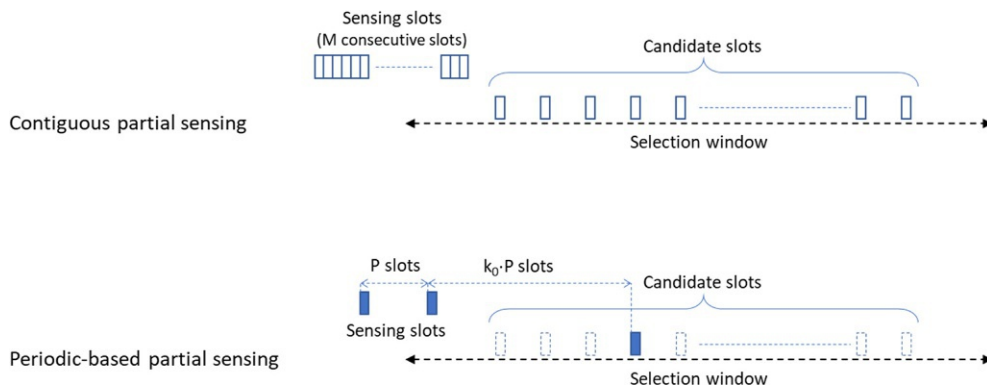 Sensing slots
(M consecutive slots)
Candidate slots
Contiguous partial sensing
Selection window
P slots
k₀·P slots
Candidate slots
Sensing slots
Periodic-based partial sensing
Selection window